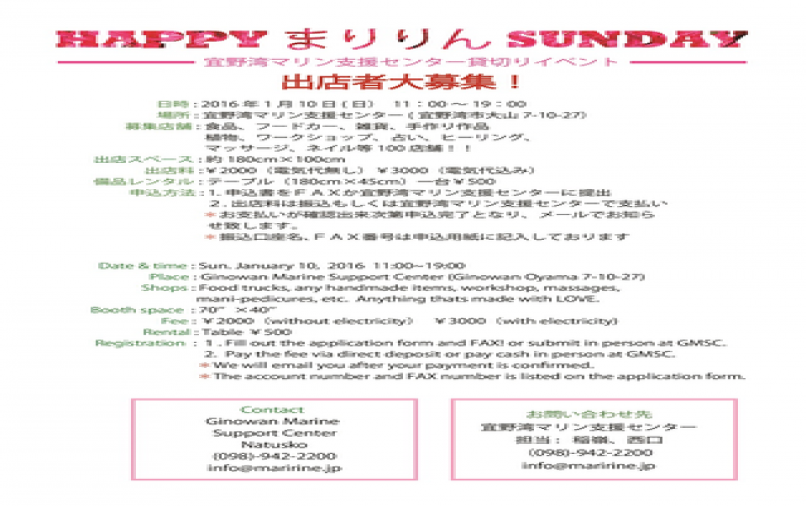 HAPPY まりりん SUNDAY
宜野湾マリン支援センター貸切りイベント
出店者大募集！
日時：2016年1月10日(日) 11：00～19：00
場所：宜野湾マリン支援センター(宜野湾市大山7-10-27)
募集店舗：食品、フードカー、雑貨、手作り作品
植物、ワークショップ、占い、ヒーリング、
マッサージ、ネイル等100店舗！！
出店スペース：約180cm×100cm
出店料：￥2000（電気代無し）￥3000（電気代込み）
備品レンタル：テーブル（180cm×45cm）一台￥500
申込方法：1.申込書をＦＡＸか宜野湾マリン支援センターに提出
2.出店料は振込もしくは宜野湾マリン支援センターで支払い
*お支払いが確認出来次第申込完了となり、メールでお知ら
せ致します。
*振込口座名、ＦＡＸ番号は申込用紙に記入しております
Date & time : Sun. January 10, 2016 11:00~19:00
Place : Ginowan Marine Support Center (Ginowan Oyama 7-10-27)
Shops : Food trucks, any handmade items, workshop, massages,
mani-pedicures, etc. Anything thats made with LOVE.
Booth space : 70” ×40”
Fee : ￥2000（without electricity） ￥3000（with electricity)
Rental : Table ￥500
Registration : 1. Fill out the application form and FAX! or submit in person at GMSC.
2. Pay the fee via direct deposit or pay cash in person at GMSC.
*We will email you after your payment is confirmed.
*The account number and FAX number is listed on the application form.
Contact
Ginowan Marine
Support Center
Natusko
(098)-942-2200
info@maririne.jp
お問い合わせ先
宜野湾マリン支援センター
担当：稲嶺、西口
(098)-942-2200
info@maririne.jp